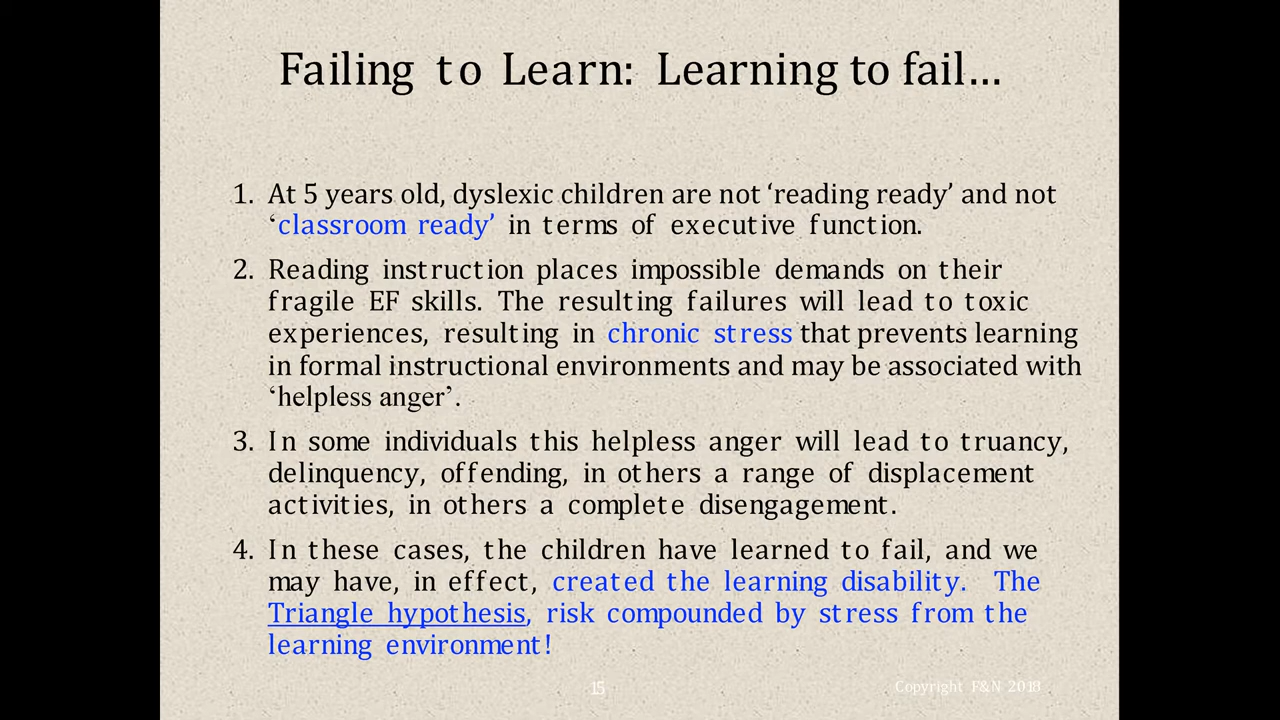 Failing to Learn: Learning to fail...
1. At 5 years old, dyslexic children are not ‘reading ready’ and not
‘classroom ready’ in terms of executive function.
2. Reading instruction places impossible demands on their
fragile EF skills. The resulting failures will lead to toxic
experiences, resulting in chronic stress that prevents learning
in formal instructional environments and may be associated with
‘helpless anger’.
3. In some individuals this helpless anger will lead to truancy,
delinquency, offending, in others a range of displacement
activities, in others a complete disengagement.
4. In these cases, the children have learned to fail, and we
may have, in effect, created the learning disability. The
Triangle hypothesis, risk compounded by stress from the
learning environment!
15
Copyright F&N 2018